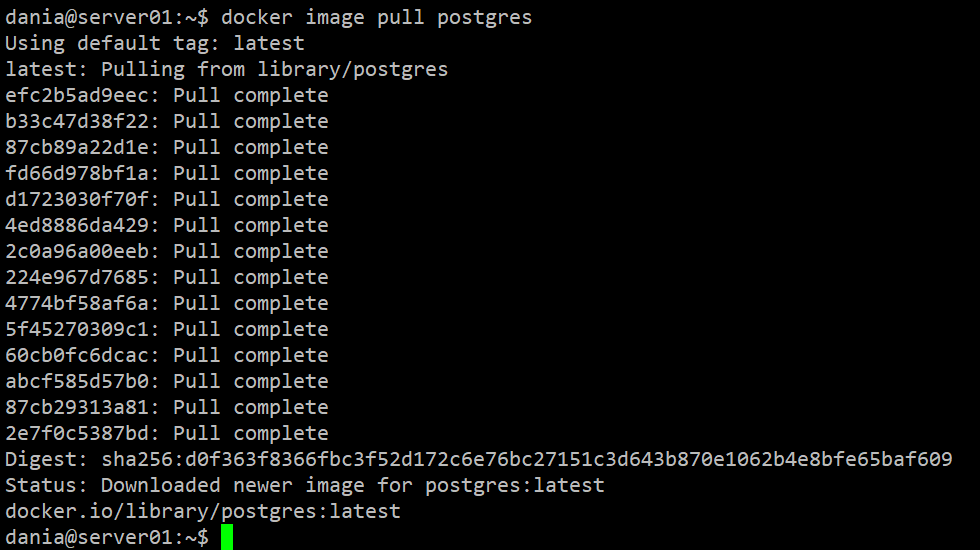 dania@server01:~$ docker image pull postgres
Using default tag: latest
latest: Pulling from library/postgres
efc2b5ad9eec: Pull complete
b33c47d38f22: Pull complete
87cb89a22d1e: Pull complete
fd66d978bf1a: Pull complete
d1723030f70f: Pull complete
4ed8886da429: Pull complete
2c0a96a00eeb: Pull complete
224e967d7685: Pull complete
4774bf58af6a: Pull complete
5f45270309c1: Pull complete
60cb0fc6dcac: Pull complete
abcf585d57b0: Pull complete
87cb29313a81: Pull complete
2e7f0c5387bd: Pull complete
Digest: sha256:d0f363f8366fbc3f52d172c6e76bc27151c3d643b870e1062b4e8bfe65baf609
Status: Downloaded newer image for postgres:latest
docker.io/library/postgres:latest
dania@server01:~$